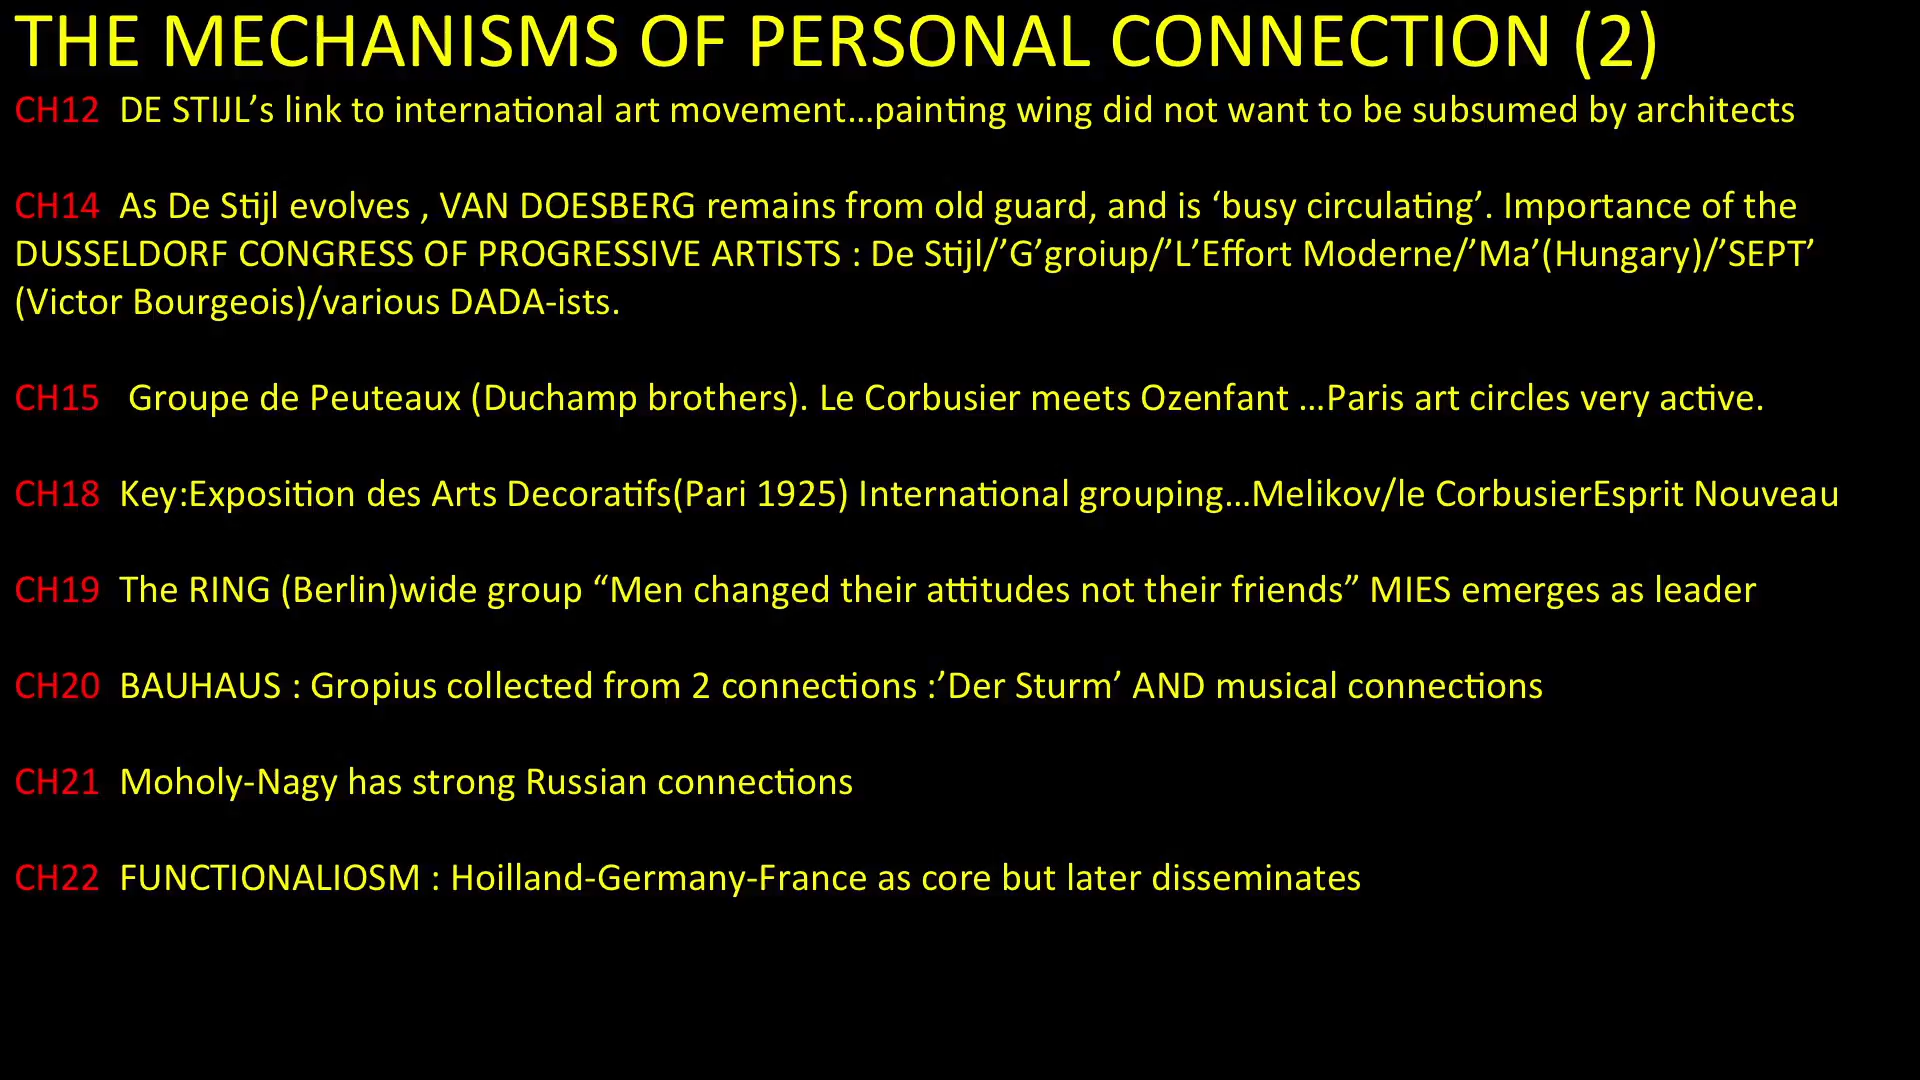 THE MECHANISMS OF PERSONAL CONNECTION (2)
CH12 DE STIJL’s link to international art movement...painting wing did not want to be subsumed by architects
CH14 As De Stijl evolves , VAN DOESBERG remains from old guard, and is ‘busy circulating’. Importance of the
DUSSELDORF CONGRESS OF PROGRESSIVE ARTISTS : De Stijl/’G’groiup/’L’Effort Moderne/’Ma’(Hungary)/’SEPT’
(Victor Bourgeois)/various DADA-ists.
CH15 Groupe de Peuteaux (Duchamp brothers). Le Corbusier meets Ozenfant ...Paris art circles very active.
CH18 Key:Exposition des Arts Decoratifs(Pari 1925) International grouping...Melikov/le CorbusierEsprit Nouveau
CH19 The RING (Berlin)wide group “Men changed their attitudes not their friends” MIES emerges as leader
CH20 BAUHAUS : Gropius collected from 2 connections :’Der Sturm’ AND musical connections
CH21 Moholy-Nagy has strong Russian connections
CH22 FUNCTIONALIOSM : Hoilland-Germany-France as core but later disseminates